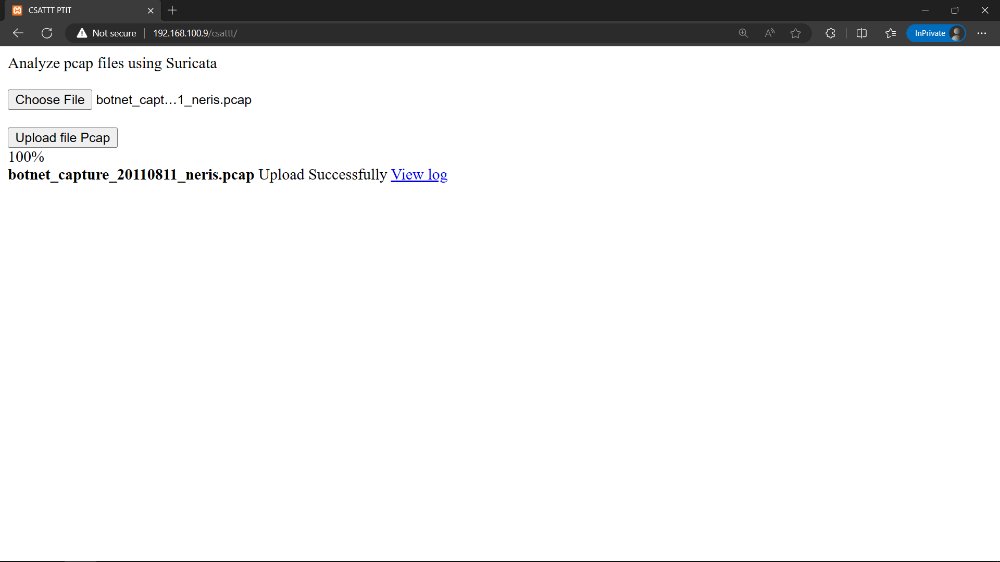 CSATTT PTIT
Not secure 192.168.100.9/csattt/
InPrivate
Analyze pcap files using Suricata
Choose File botnet_capt...1_neris.pcap
Upload file Pcap
100%
botnet_capture_20110811_neris.pcap Upload Successfully View log